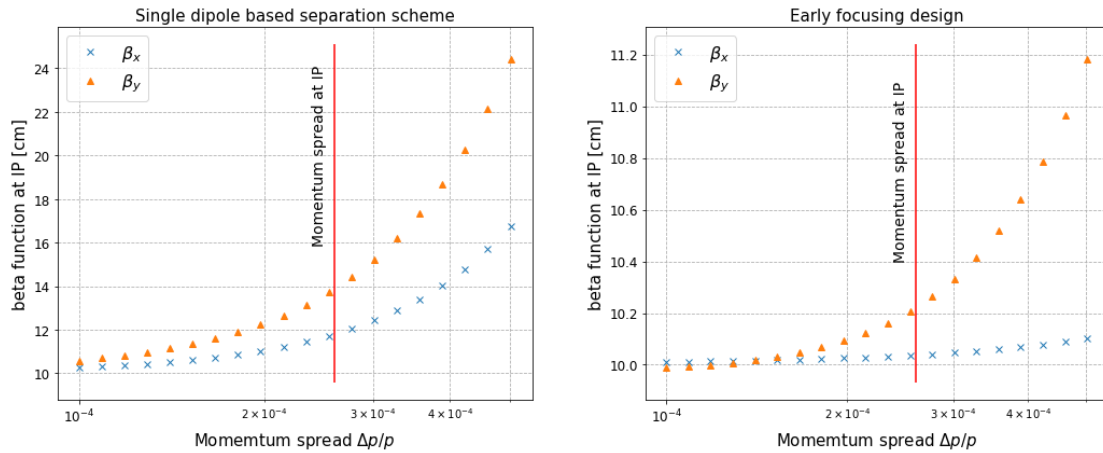 Single dipole based separation scheme
βx
βy
Momentum spread at IP
beta function at IP [cm]
24
22
20
18
16
14
12
10
10⁻⁴
2 × 10⁻⁴
3 × 10⁻⁴
4 × 10⁻⁴
Momemtum spread Δp/p
Early focusing design
βx
βy
Momentum spread at IP
beta function at IP [cm]
11.2
11.0
10.8
10.6
10.4
10.2
10.0
10⁻⁴
2 × 10⁻⁴
3 × 10⁻⁴
4 × 10⁻⁴
Momemtum spread Δp/p